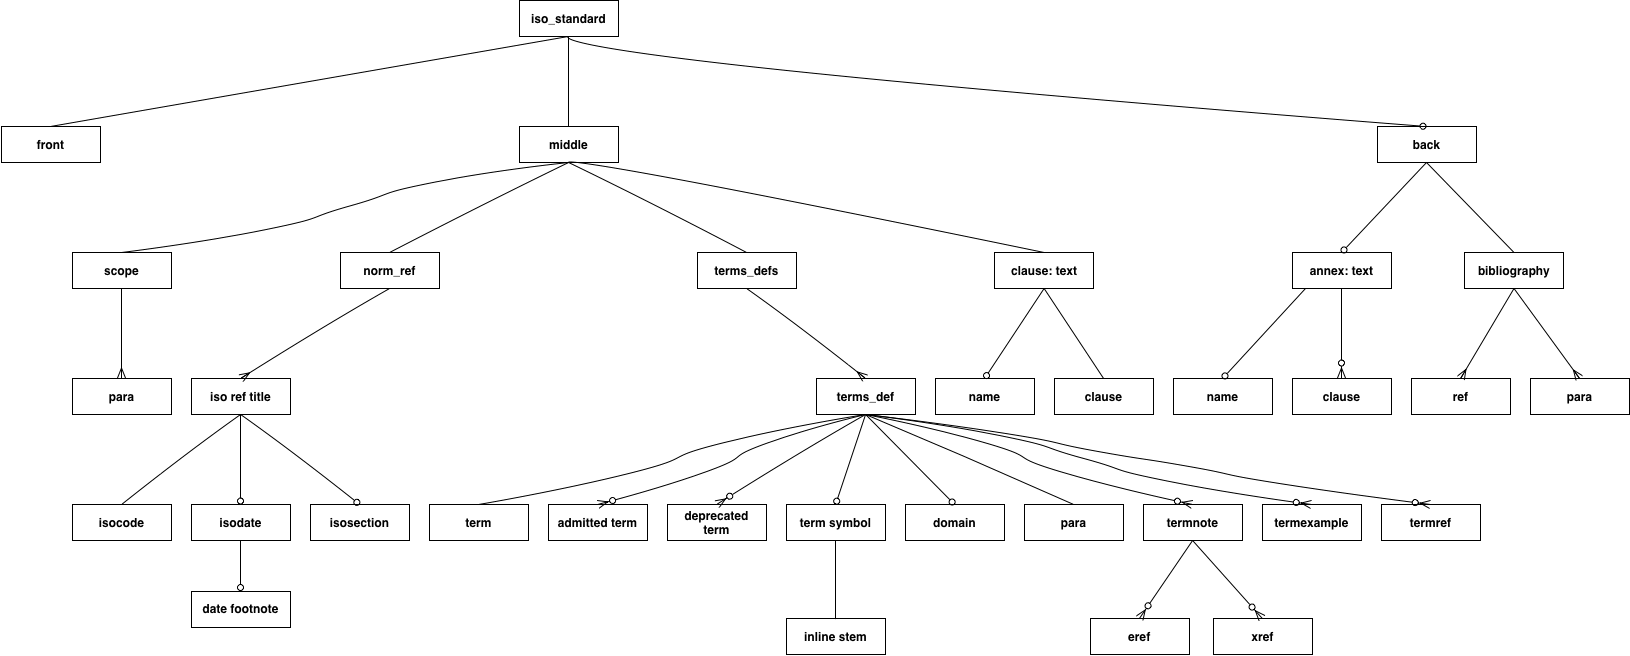 iso_standard
front
middle
back
scope
norm_ref
terms_defs
clause: text
annex: text
bibliography
para
iso ref title
terms_def
name
clause
name
clause
ref
para
isocode
isodate
isosection
term
admitted term
deprecated
term
term symbol
domain
para
termnote
termexample
termref
date footnote
inline stem
eref
xref